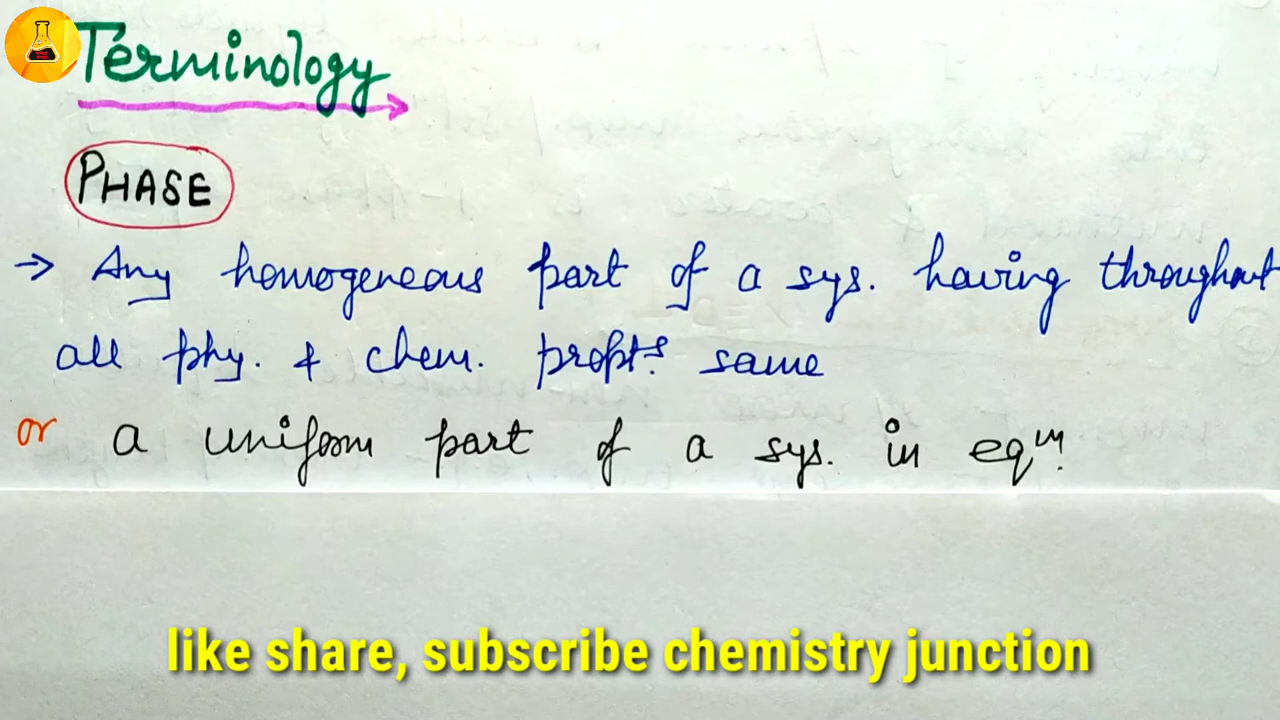 Terminology
PHASE
→ Any homogeneous part of a sys. having throughout
all phy. & chem. propts. same
or a uniform part of a sys. in eqm.
like share, subscribe chemistry junction